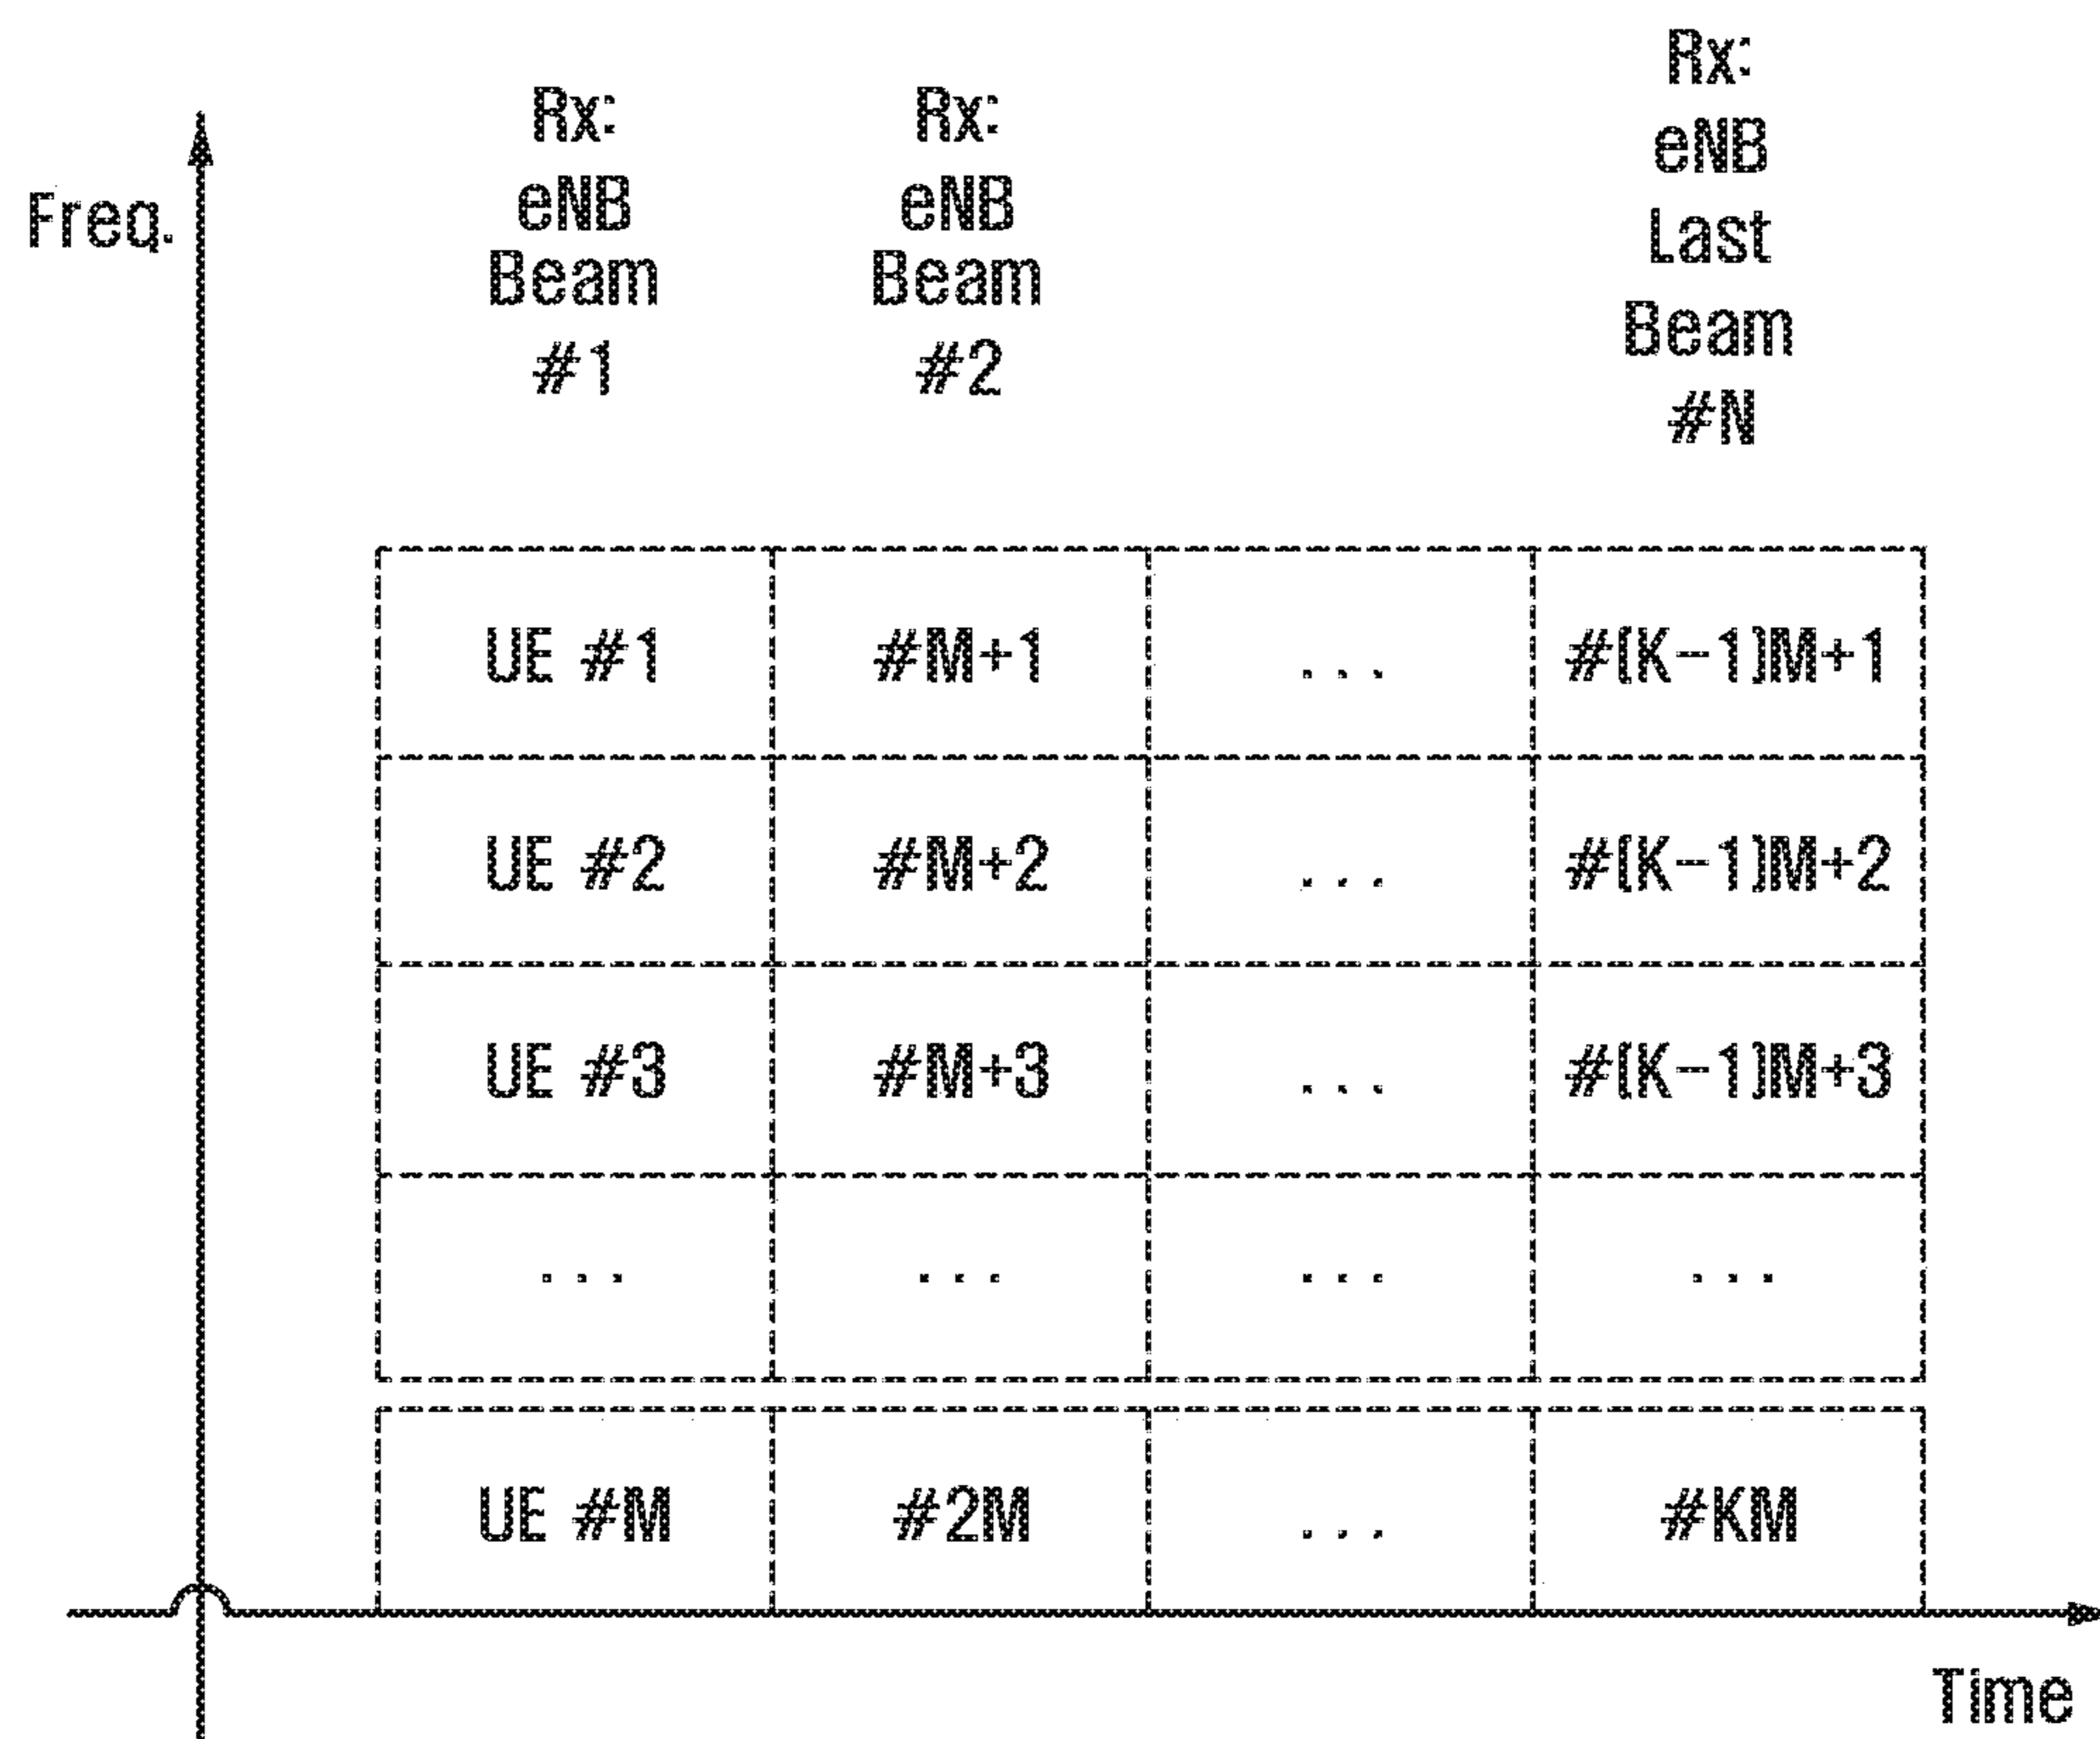 Freq.
Rx:
eNB
Beam
#1
Rx:
eNB
Beam
#2
Rx:
eNB
Last
Beam
#N
UE #1 #M+1 ... #(K-1)M+1
UE #2 #M+2 ... #(K-1)M+2
UE #3 #M+3 ... #(K-1)M+3
... ... ... ...
UE #M #2M ... #KM
Time